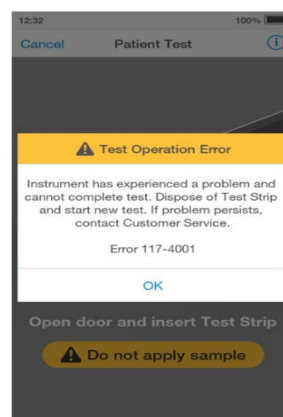 12:32 100%
Cancel Patient Test
Test Operation Error
Instrument has experienced a problem and
cannot complete test. Dispose of Test Strip
and start new test. If problem persists,
contact Customer Service.
Error 117-4001
OK
Open door and insert Test Strip
Do not apply sample